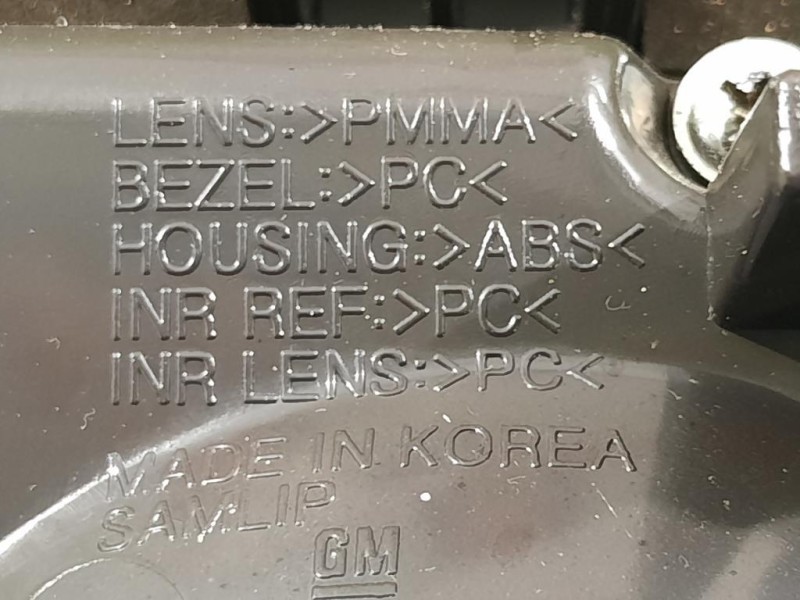 LENS:>PMMA<
BEZEL:>PC<
HOUSING:>ABS<
INR REF:>PC<
INR LENS:>PC<
MADE IN KOREA
SAMLIP
GM